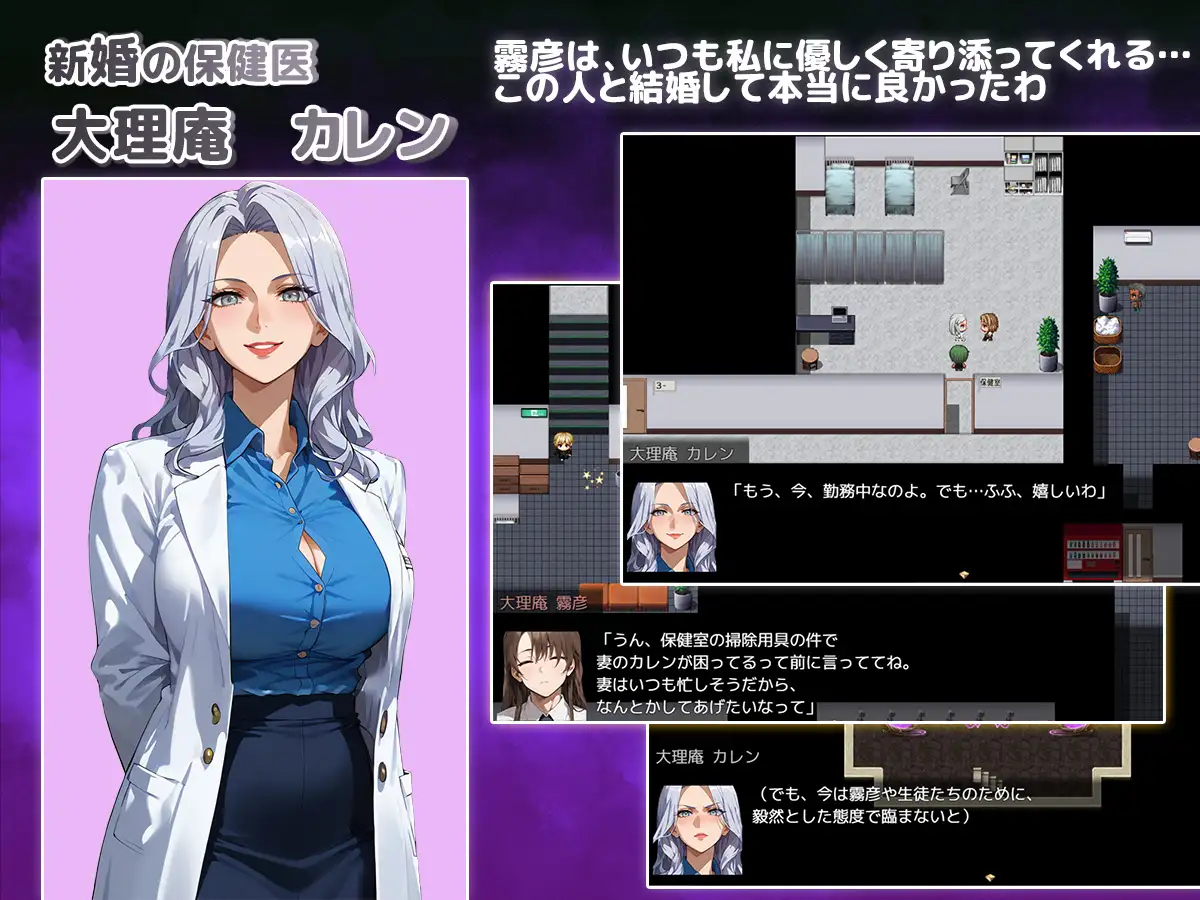 新婚の保健医
大理庵 カレン
霧彦は、いつも私に優しく寄り添ってくれる…
この人と結婚して本当に良かったわ
3-
保健室
大理庵 カレン
「もう、今、勤務中なのよ。でも…ふふ、嬉しいわ」
大理庵 霧彦
「うん、保健室の掃除用具の件で
妻のカレンが困ってるって前に言っててね。
妻はいつも忙しそうだから、
なんとかしてあげたいなって」
大理庵 カレン
(でも、今は霧彦や生徒たちのために、
毅然とした態度で臨まないと)